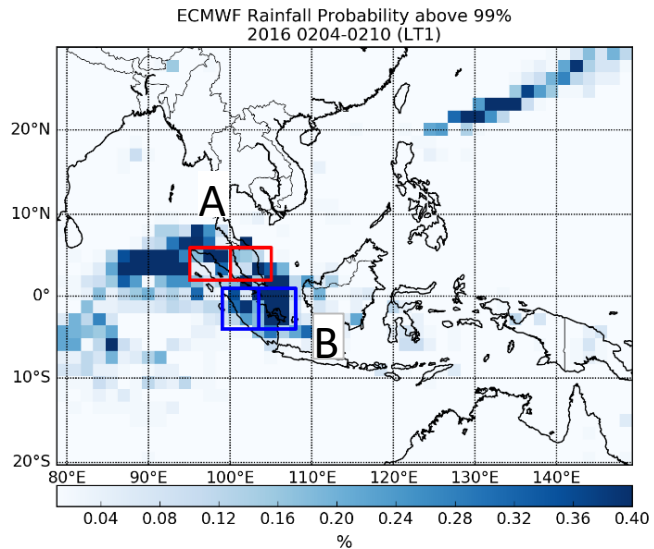 ECMWF Rainfall Probability above 99%
2016 0204-0210 (LT1)
20°N
A
10°N
0°
B
10°S
20°S
80°E 90°E 100°E 110°E 120°E 130°E 140°E
0.04 0.08 0.12 0.16 0.20 0.24 0.28 0.32 0.36 0.40
%